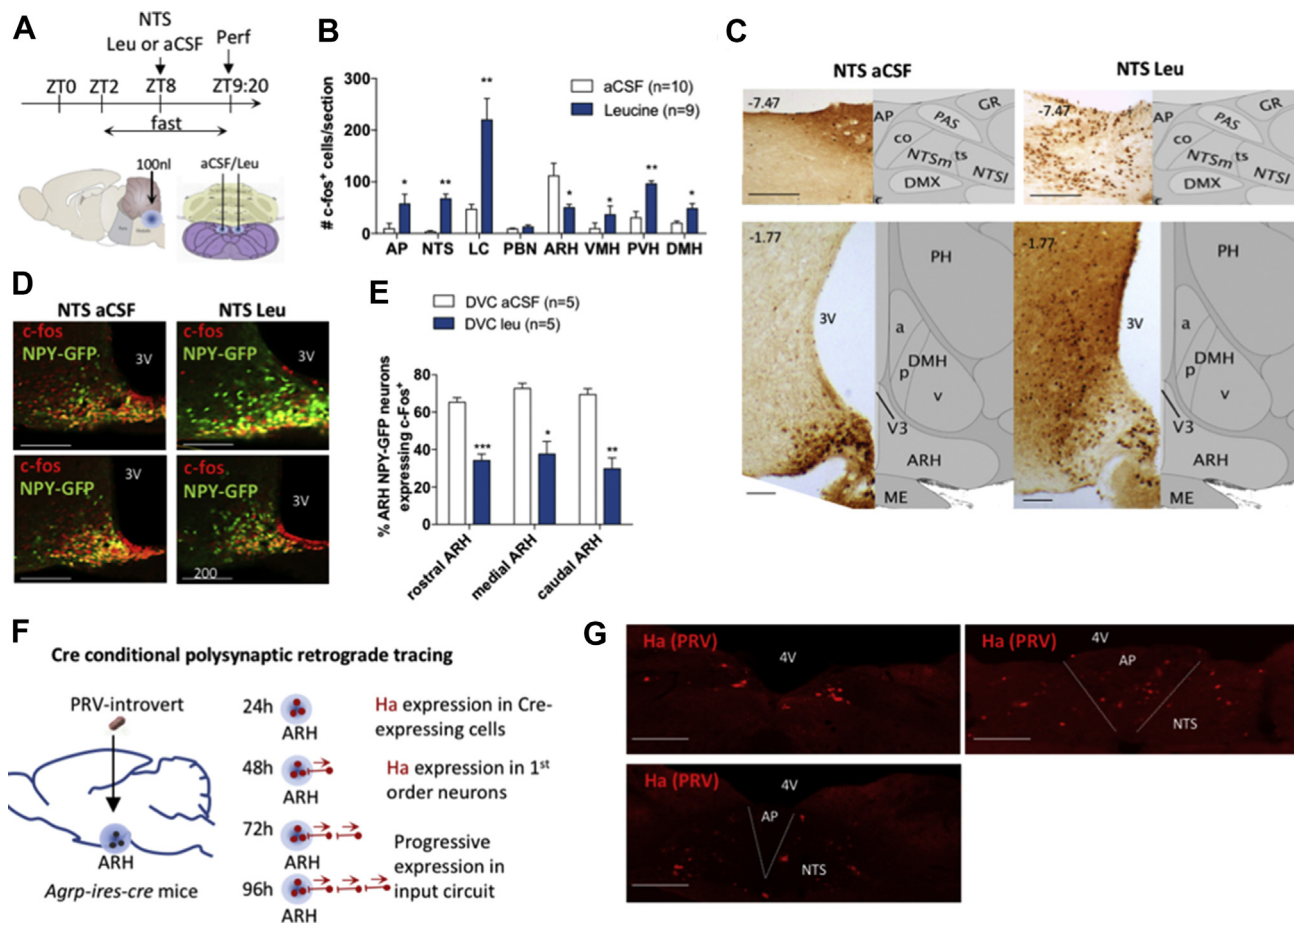 A
NTS
Leu or aCSF
Perf
ZT0 ZT2 ZT8 ZT9:20
fast
100nl
aCSF/Leu
B
# c-fos+ cells/section
300
200
100
0
aCSF (n=10)
Leucine (n=9)
* ** ** * * ** *
AP NTS LC PBN ARH VMH PVH DMH
C
NTS aCSF
NTS Leu
-7.47
AP
PAS
GR
co
NTSm
ts
NTSl
DMX
c
-7.47
AP
PAS
GR
co
NTSm
ts
NTSl
DMX
c
-1.77
3V
PH
a
DMH
p
v
V3
ARH
ME
-1.77
3V
PH
a
DMH
p
v
V3
ARH
ME
D
NTS aCSF
NTS Leu
c-fos
NPY-GFP
3V
c-fos
NPY-GFP
3V
c-fos
NPY-GFP
3V
c-fos
NPY-GFP
3V
200
E
DVC aCSF (n=5)
DVC leu (n=5)
% ARH NPY-GFP neurons
expressing c-Fos+
80
60
40
20
0
*** * **
rostral ARH
medial ARH
caudal ARH
F
Cre conditional polysynaptic retrograde tracing
PRV-introvert
ARH
Agrp-ires-cre mice
24h
ARH
Ha expression in Cre-
expressing cells
48h
ARH
Ha expression in 1st
order neurons
72h
ARH
96h
ARH
Progressive
expression in
input circuit
G
Ha (PRV)
4V
Ha (PRV)
4V
AP
NTS
Ha (PRV)
4V
AP
NTS